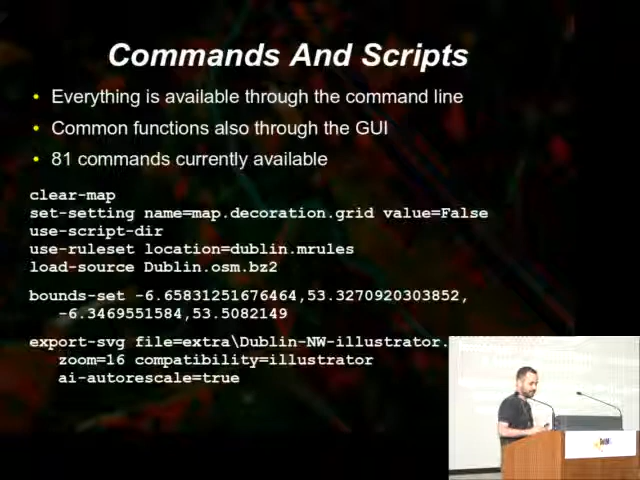 Commands And Scripts
• Everything is available through the command line
• Common functions also through the GUI
• 81 commands currently available
clear-map
set-setting name=map.decoration.grid value=False
use-script-dir
use-ruleset location=dublin.mrules
load-source Dublin.osm.bz2
bounds-set -6.65831251676464,53.3270920303852,
-6.3469551584,53.5082149
export-svg file=extra\Dublin-NW-illustrator.
zoom=16 compatibility=illustrator
ai-autorescale=true